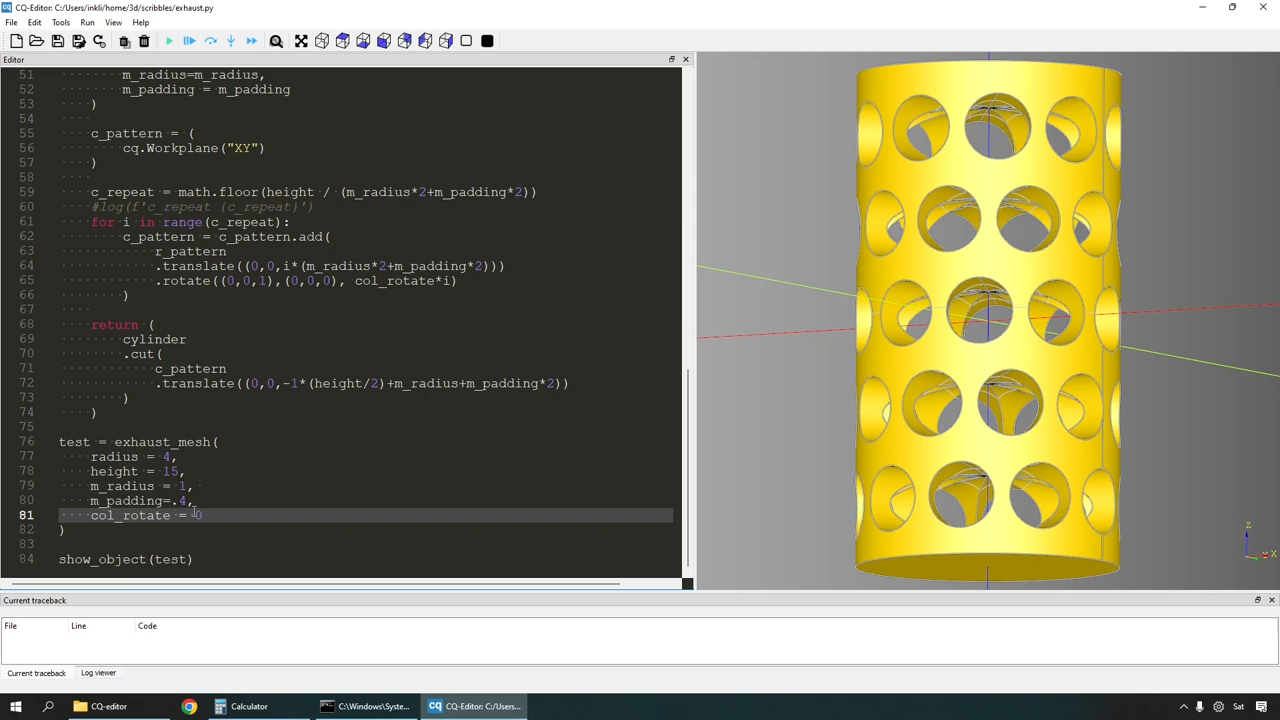 CQ-Editor: C:/Users/inkli/home/3d/scribbles/exhaust.py
File Edit Tools Run View Help
Editor
51 m_radius=m_radius,
52 m_padding = m_padding
53 )
54
55 c_pattern = (
56 cq.Workplane("XY")
57 )
58
59 c_repeat = math.floor(height / (m_radius*2+m_padding*2))
60 #log(f'c_repeat {c_repeat}')
61 for i in range(c_repeat):
62 c_pattern = c_pattern.add(
63 r_pattern
64 .translate((0,0,i*(m_radius*2+m_padding*2)))
65 .rotate((0,0,1),(0,0,0), col_rotate*i)
66 )
67
68 return (
69 cylinder
70 .cut(
71 c_pattern
72 .translate((0,0,-1*(height/2)+m_radius+m_padding*2))
73 )
74 )
75
76 test = exhaust_mesh(
77 radius = 4,
78 height = 15,
79 m_radius = 1,
80 m_padding=.4,
81 col_rotate = 0
82 )
83
84 show_object(test)
Z
Y X
Current traceback
File Line Code
Current traceback Log viewer
CQ-editor Calculator C:\Windows\Syste... CQ-Editor: C:/Users... Sat